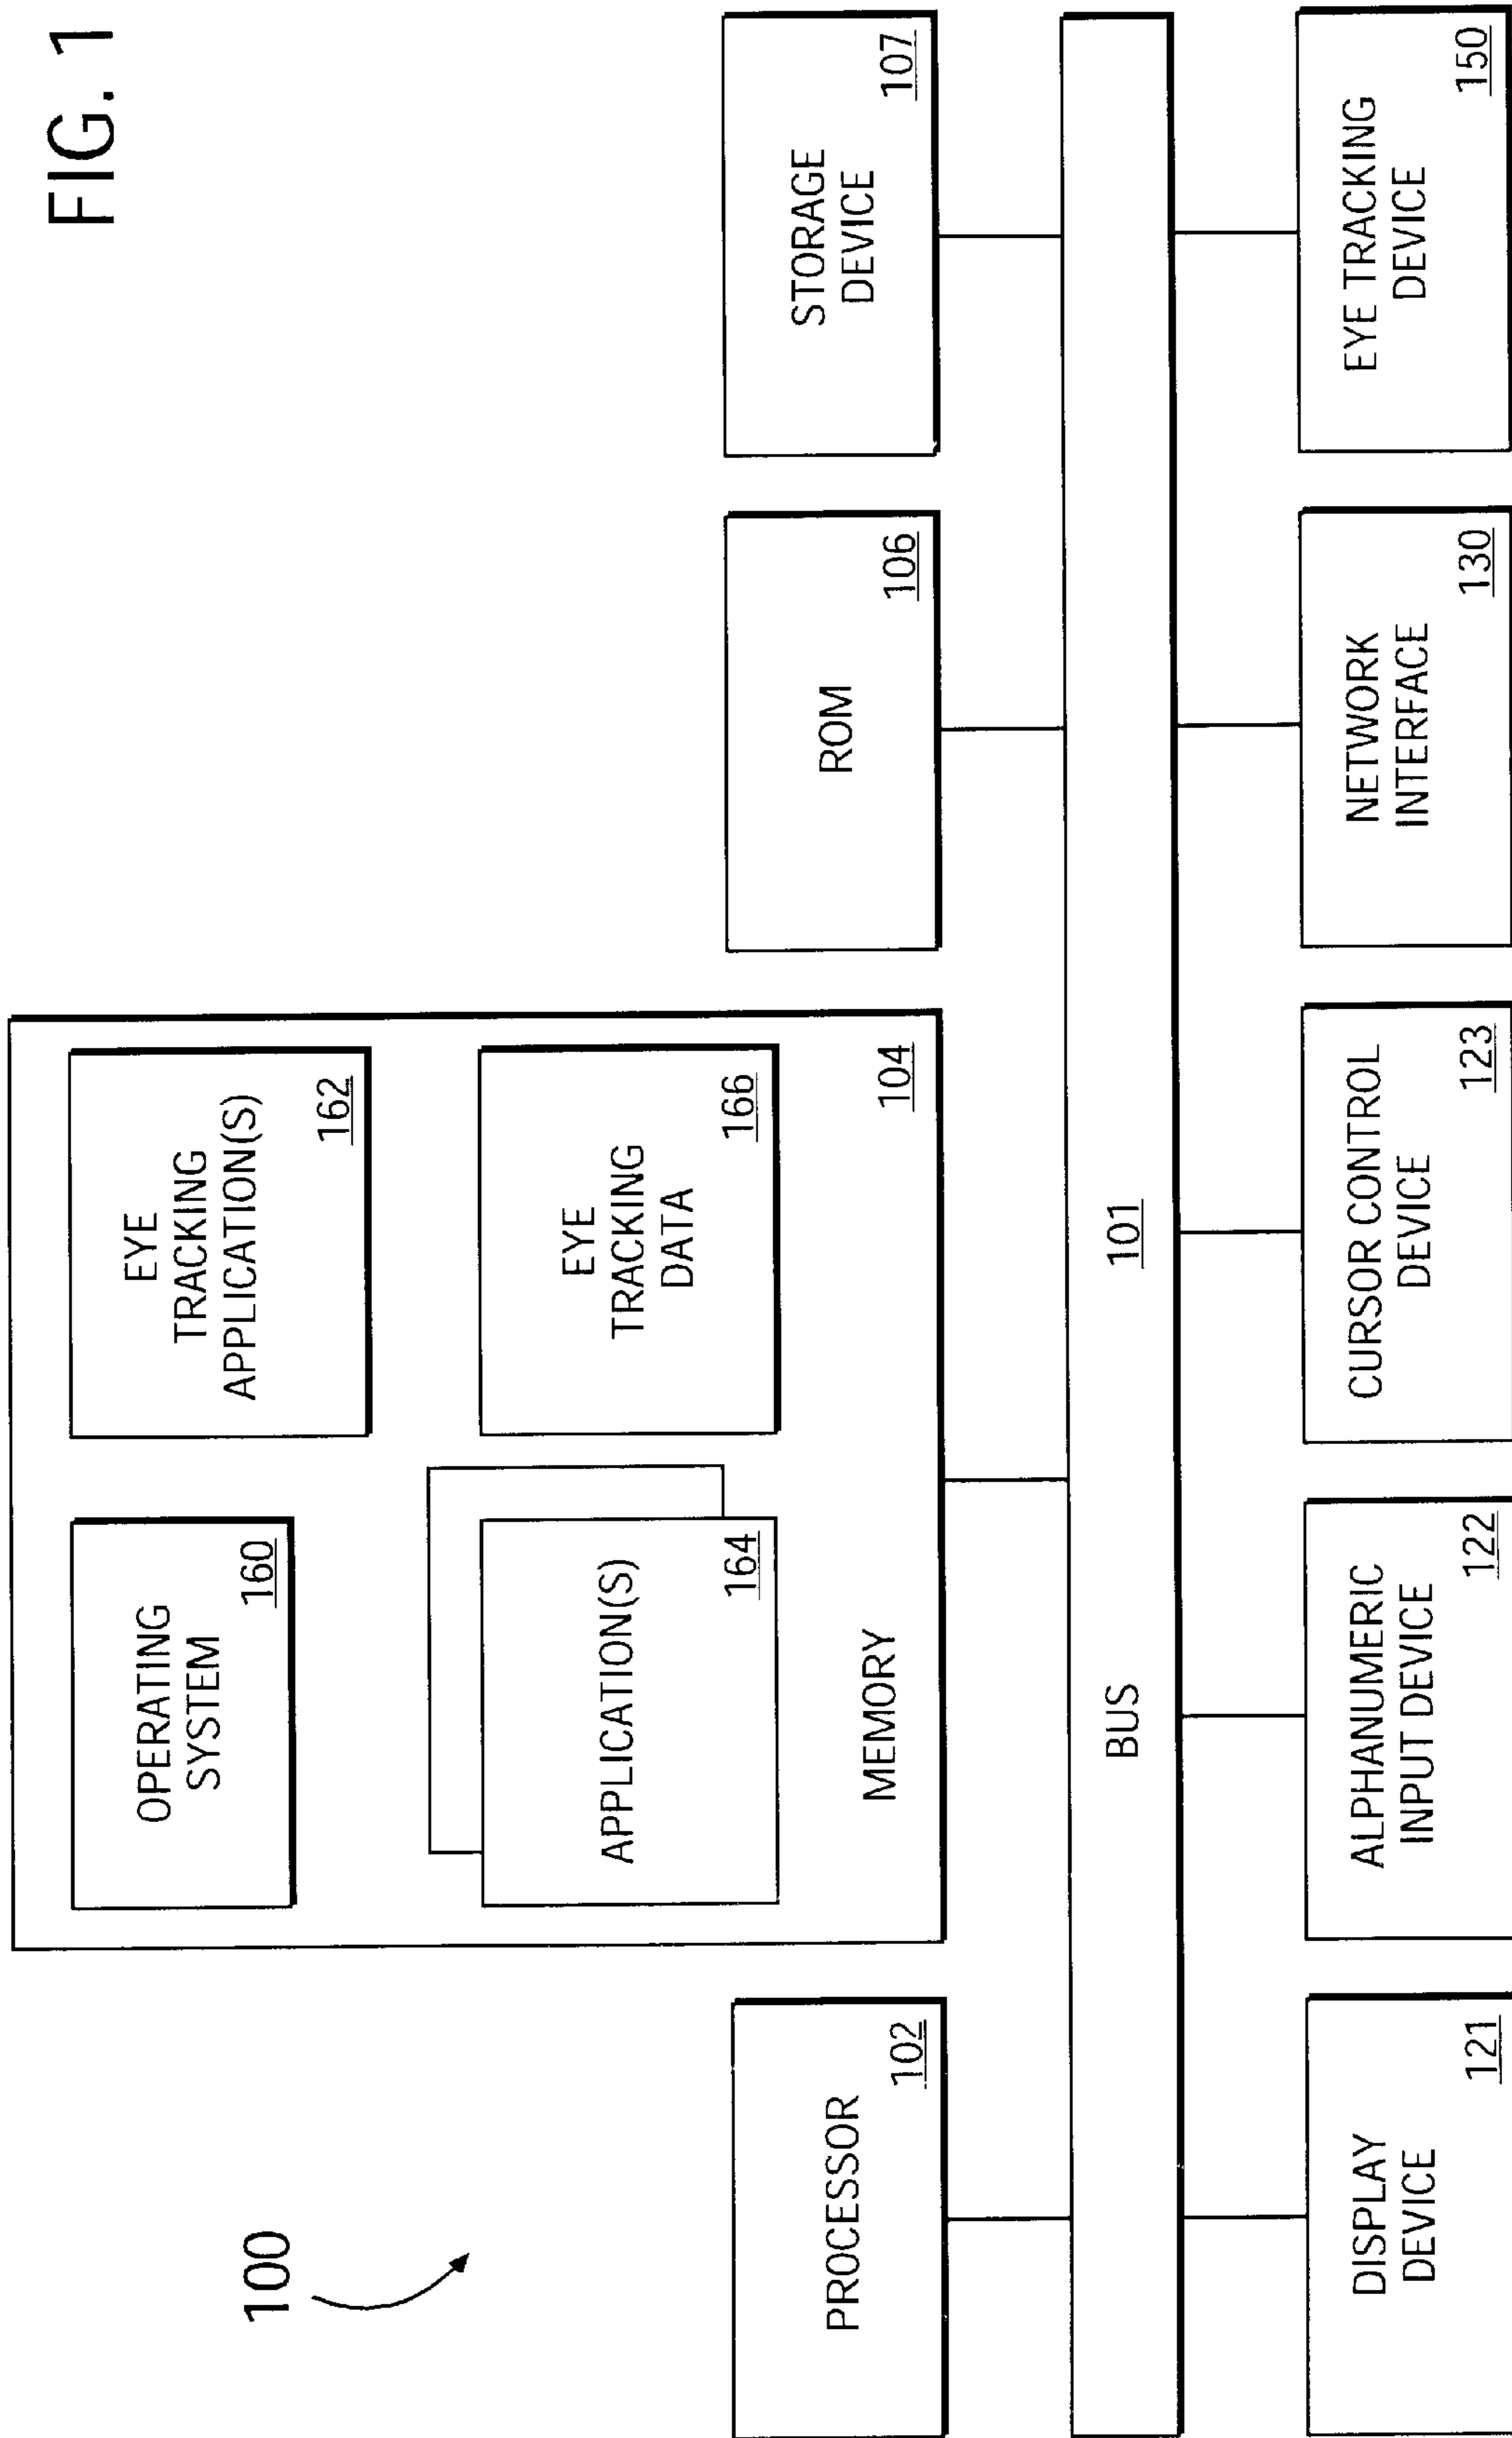 FIG. 1
100
OPERATING
SYSTEM
160
EYE
TRACKING
APPLICATION(S)
162
APPLICATION(S)
164
EYE
TRACKING
DATA
166
MEMORY
104
PROCESSOR
102
ROM
106
STORAGE
DEVICE
107
BUS
101
DISPLAY
DEVICE
121
ALPHANUMERIC
INPUT DEVICE
122
CURSOR CONTROL
DEVICE
123
NETWORK
INTERFACE
130
EYE TRACKING
DEVICE
150